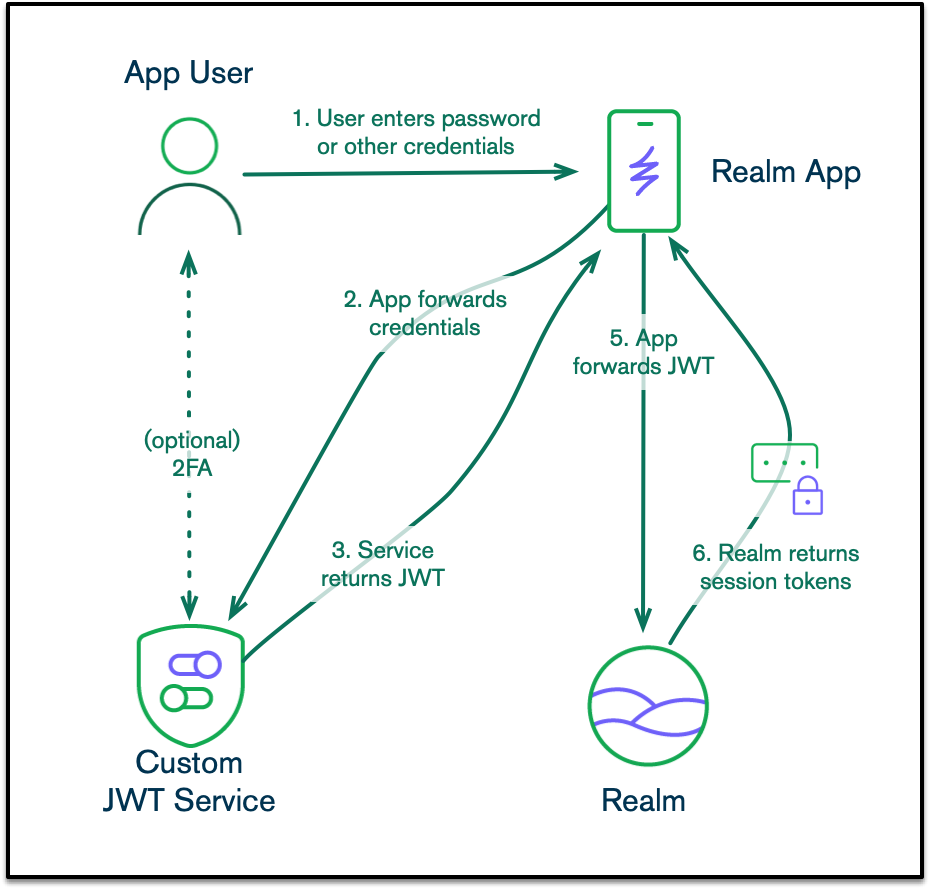 App User
1. User enters password
or other credentials
Realm App
2. App forwards
credentials
5. App
forwards JWT
(optional)
2FA
3. Service
returns JWT
6. Realm returns
session tokens
Custom
JWT Service
Realm